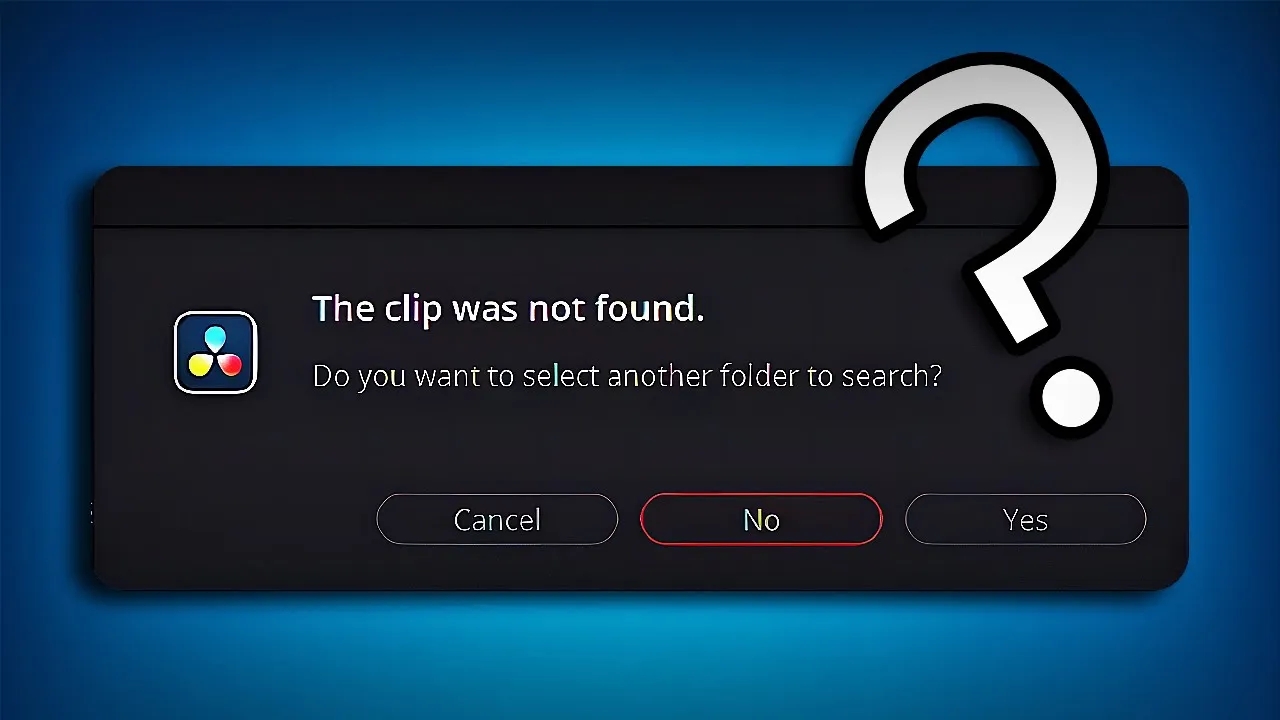 ?
The clip was not found.
Do you want to select another folder to search?
Cancel No Yes